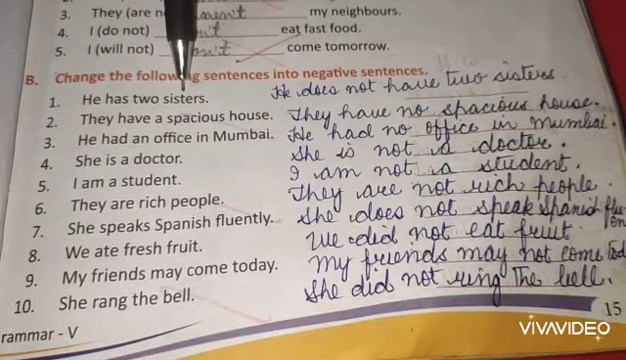 3. They (are n ment my neighbours.
4. I (do not) n't eat fast food.
5. I (will not) won't come tomorrow.
B. Change the following sentences into negative sentences.
1. He has two sisters. He does not have two sisters.
2. They have a spacious house. They have no spacious house.
3. He had an office in Mumbai. He had no office in Mumbai.
4. She is a doctor. She is not a doctor.
5. I am a student. I am not a student.
6. They are rich people. They are not rich people.
7. She speaks Spanish fluently. She does not speak Spanish flu
8. We ate fresh fruit. We did not eat fruit
9. My friends may come today. My friends may not come tod
10. She rang the bell. She did not ring The bell.
rammar - V
15
VIVAVIDEO